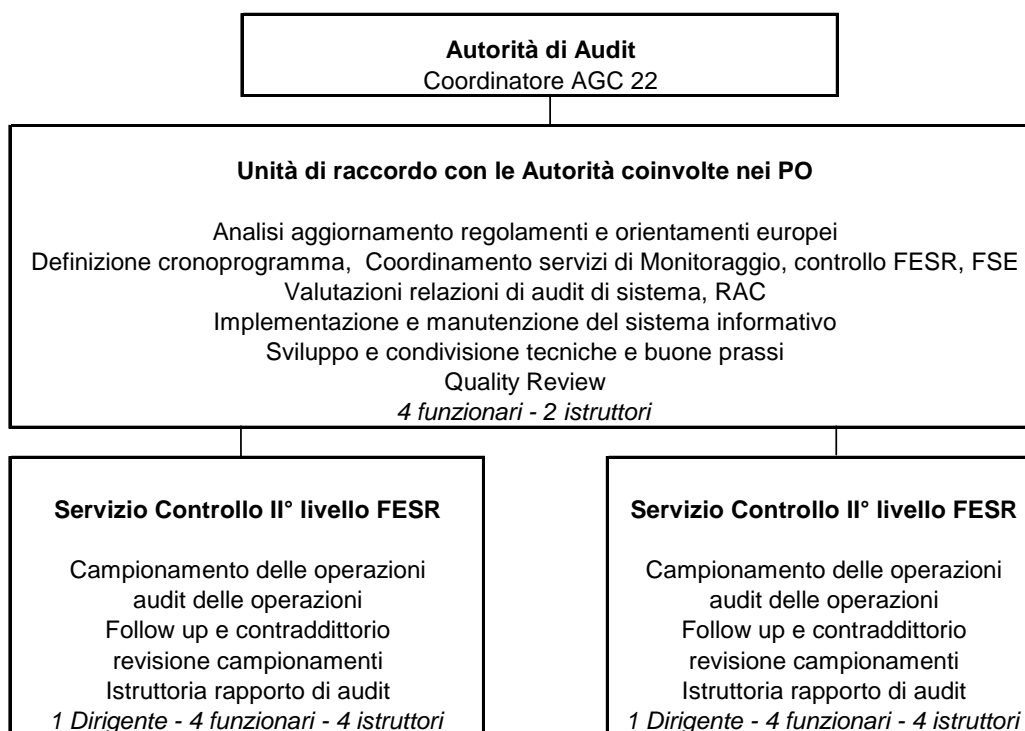 Autorità di Audit
Coordinatore AGC 22
Unità di raccordo con le Autorità coinvolte nei PO
Analisi aggiornamento regolamenti e orientamenti europei
Definizione cronoprogramma, Coordinamento servizi di Monitoraggio, controllo FESR, FSE
Valutazioni relazioni di audit di sistema, RAC
Implementazione e manutenzione del sistema informativo
Sviluppo e condivisione tecniche e buone prassi
Quality Review
4 funzionari - 2 istruttori
Servizio Controllo II° livello FESR
Campionamento delle operazioni
audit delle operazioni
Follow up e contraddittorio
revisione campionamenti
Istruttoria rapporto di audit
1 Dirigente - 4 funzionari - 4 istruttori
Servizio Controllo II° livello FESR
Campionamento delle operazioni
audit delle operazioni
Follow up e contraddittorio
revisione campionamenti
Istruttoria rapporto di audit
1 Dirigente - 4 funzionari - 4 istruttori